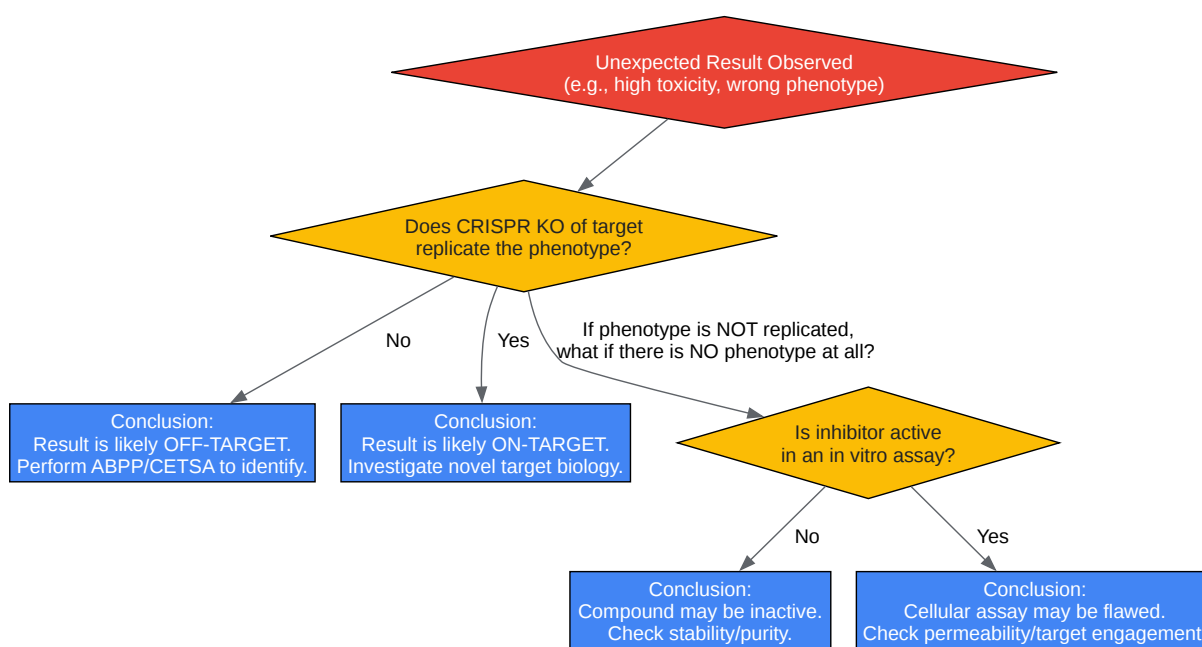 Unexpected Result Observed
(e.g., high toxicity, wrong phenotype)
Does CRISPR KO of target
replicate the phenotype?
No
Yes
If phenotype is NOT replicated,
what if there is NO phenotype at all?
Conclusion:
Result is likely OFF-TARGET.
Perform ABPP/CETSA to identify.
Conclusion:
Result is likely ON-TARGET.
Investigate novel target biology.
Is inhibitor active
in an in vitro assay?
No
Yes
Conclusion:
Compound may be inactive.
Check stability/purity.
Conclusion:
Cellular assay may be flawed.
Check permeability/target engagement